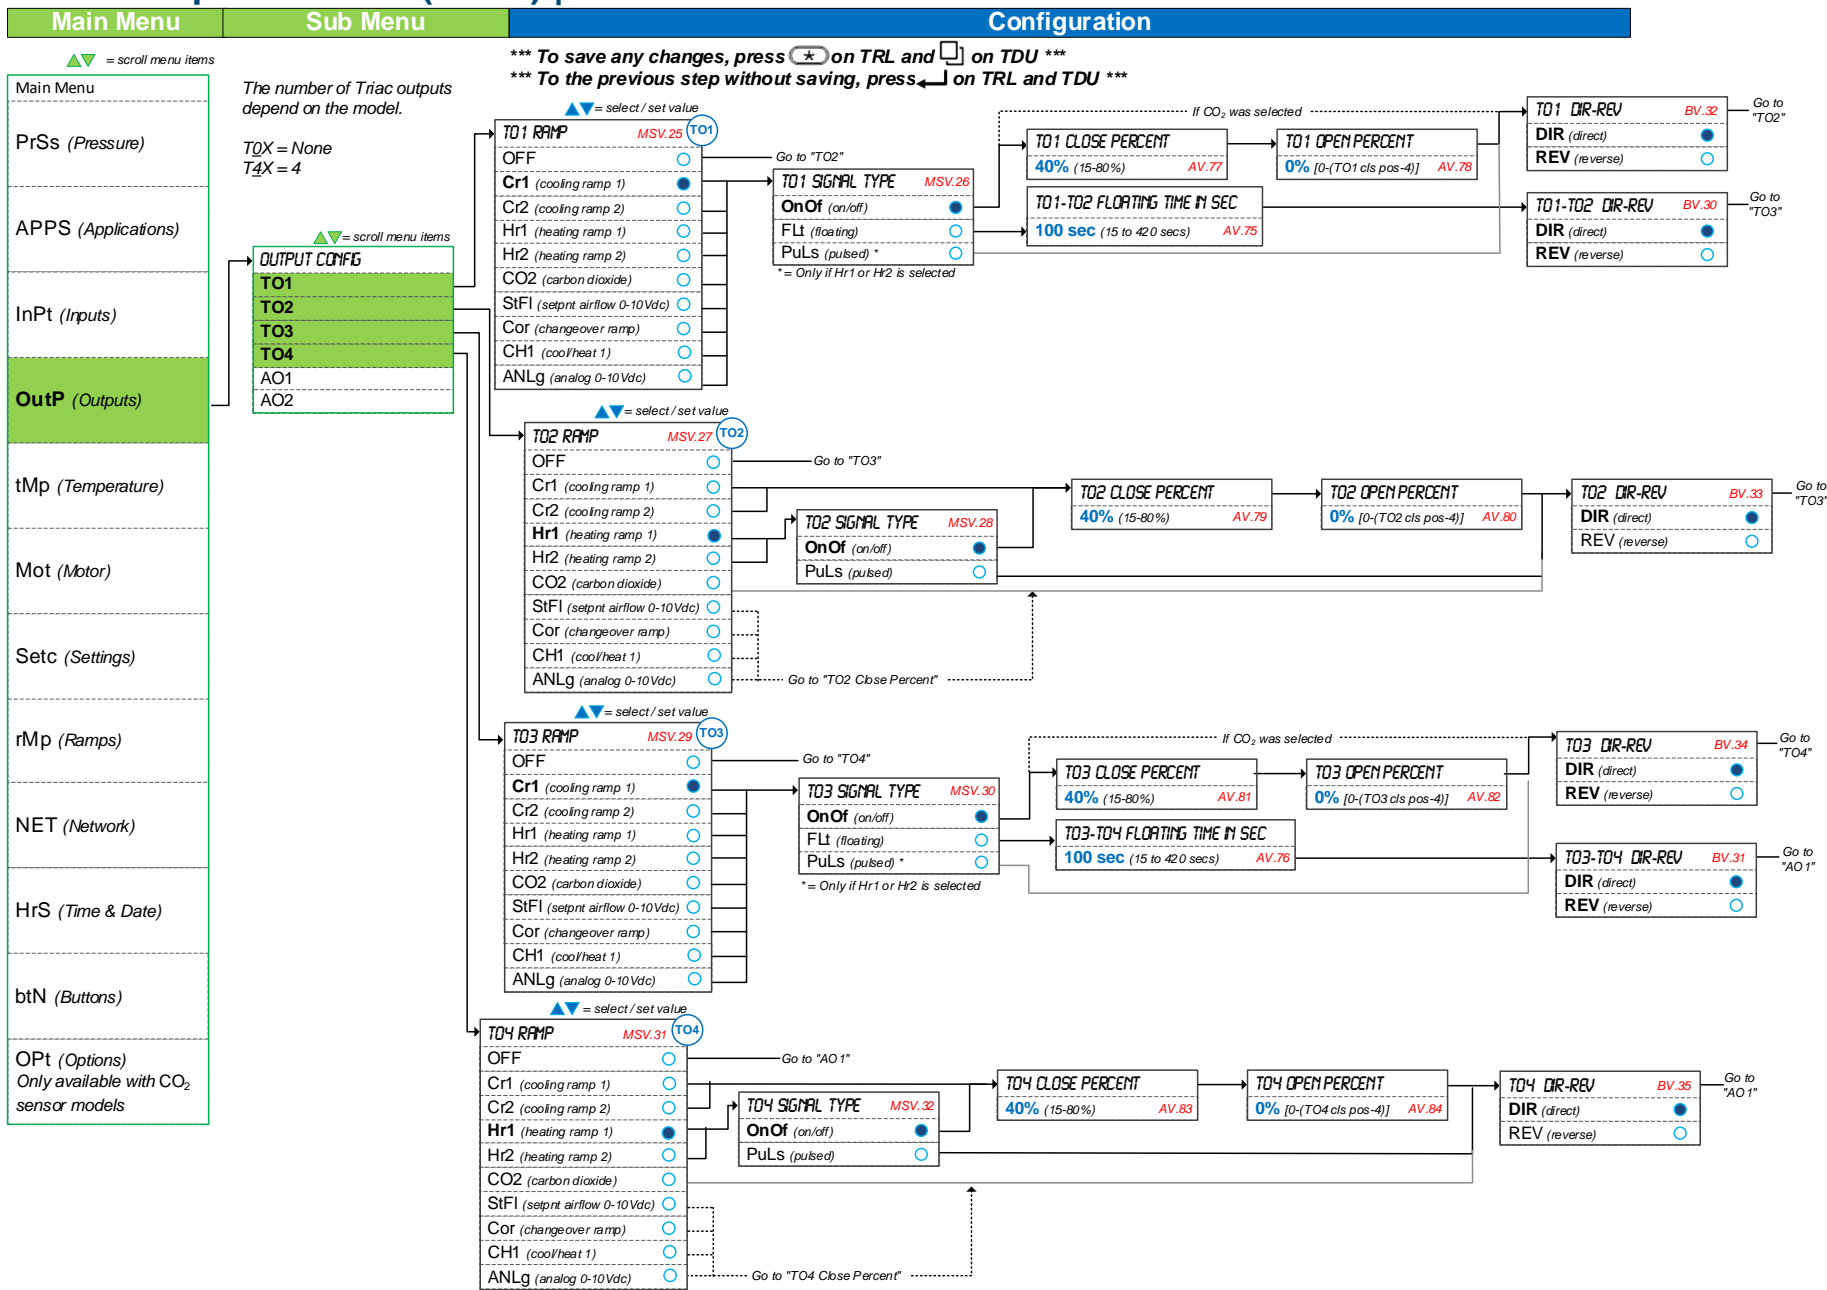 Main Menu
Sub Menu
Configuration
= scroll menu items
*** To save any changes, press * on TRL and on TDU ***
*** To the previous step without saving, press on TRL and TDU ***
Main Menu
PrSs (Pressure)
APPS (Applications)
InPt (Inputs)
OutP (Outputs)
tMp (Temperature)
Mot (Motor)
Setc (Settings)
rMp (Ramps)
NET (Network)
HrS (Time & Date)
btN (Buttons)
OPt (Options)
Only available with CO2
sensor models
The number of Triac outputs
depend on the model.
T0X = None
T4X = 4
= scroll menu items
OUTPUT CONFIG
TO1
TO2
TO3
TO4
AO1
AO2
= select / set value
TO1 RAMP MSV.25 TO1
OFF
Cr1 (cooling ramp 1)
Cr2 (cooling ramp 2)
Hr1 (heating ramp 1)
Hr2 (heating ramp 2)
CO2 (carbon dioxide)
StFl (setpnt airflow 0-10Vdc)
Cor (changeover ramp)
CH1 (cool/heat 1)
ANLg (analog 0-10Vdc)
Go to "TO2"
TO1 SIGNAL TYPE MSV.26
OnOf (on/off)
FLt (floating)
PuLs (pulsed) *
* = Only if Hr1 or Hr2 is selected
If CO2 was selected
TO1 CLOSE PERCENT
40% (15-80%) AV.77
TO1 OPEN PERCENT
0% [0-(TO1 cls pos-4)] AV.78
TO1-TO2 FLOATING TIME IN SEC
100 sec (15 to 420 secs) AV.75
TO1 DIR-REV BV.32
DIR (direct)
REV (reverse)
Go to
"TO2"
TO1-TO2 DIR-REV BV.30
DIR (direct)
REV (reverse)
Go to
"TO3"
= select / set value
TO2 RAMP MSV.27 TO2
OFF
Cr1 (cooling ramp 1)
Cr2 (cooling ramp 2)
Hr1 (heating ramp 1)
Hr2 (heating ramp 2)
CO2 (carbon dioxide)
StFl (setpnt airflow 0-10Vdc)
Cor (changeover ramp)
CH1 (cool/heat 1)
ANLg (analog 0-10Vdc)
Go to "TO3"
TO2 SIGNAL TYPE MSV.28
OnOf (on/off)
PuLs (pulsed)
Go to "TO2 Close Percent"
TO2 CLOSE PERCENT
40% (15-80%) AV.79
TO2 OPEN PERCENT
0% [0-(TO2 cls pos-4)] AV.80
TO2 DIR-REV BV.33
DIR (direct)
REV (reverse)
Go to
"TO3"
= select / set value
TO3 RAMP MSV.29 TO3
OFF
Cr1 (cooling ramp 1)
Cr2 (cooling ramp 2)
Hr1 (heating ramp 1)
Hr2 (heating ramp 2)
CO2 (carbon dioxide)
StFl (setpnt airflow 0-10Vdc)
Cor (changeover ramp)
CH1 (cool/heat 1)
ANLg (analog 0-10Vdc)
Go to "TO4"
TO3 SIGNAL TYPE MSV.30
OnOf (on/off)
FLt (floating)
PuLs (pulsed) *
* = Only if Hr1 or Hr2 is selected
If CO2 was selected
TO3 CLOSE PERCENT
40% (15-80%) AV.81
TO3 OPEN PERCENT
0% [0-(TO3 cls pos-4)] AV.82
TO3-TO4 FLOATING TIME IN SEC
100 sec (15 to 420 secs) AV.76
TO3 DIR-REV BV.34
DIR (direct)
REV (reverse)
Go to
"TO4"
TO3-TO4 DIR-REV BV.31
DIR (direct)
REV (reverse)
Go to
"AO1"
= select / set value
TO4 RAMP MSV.31 TO4
OFF
Cr1 (cooling ramp 1)
Cr2 (cooling ramp 2)
Hr1 (heating ramp 1)
Hr2 (heating ramp 2)
CO2 (carbon dioxide)
StFl (setpnt airflow 0-10Vdc)
Cor (changeover ramp)
CH1 (cool/heat 1)
ANLg (analog 0-10Vdc)
Go to "AO1"
TO4 SIGNAL TYPE MSV.32
OnOf (on/off)
PuLs (pulsed)
Go to "TO4 Close Percent"
TO4 CLOSE PERCENT
40% (15-80%) AV.83
TO4 OPEN PERCENT
0% [0-(TO4 cls pos-4)] AV.84
TO4 DIR-REV BV.35
DIR (direct)
REV (reverse)
Go to
"AO1"